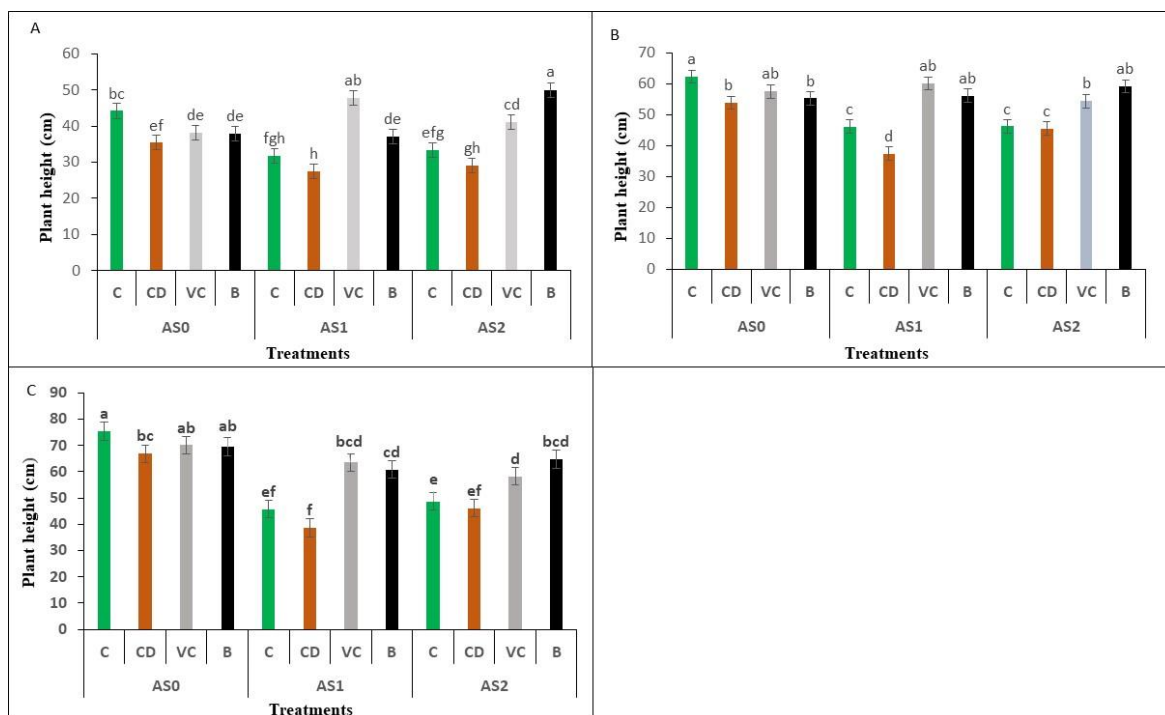 A
Plant height (cm)
60
50
40
30
20
10
0
bc ef de de fgh h ab de efg gh cd a
C CD VC B C CD VC B C CD VC B
AS0 AS1 AS2
Treatments
B
Plant height (cm)
70
60
50
40
30
20
10
0
a b ab b c d ab ab c c b ab
C CD VC B C CD VC B C CD VC B
AS0 AS1 AS2
Treatments
C
Plant height (cm)
90
80
70
60
50
40
30
20
10
0
a bc ab ab ef f bcd cd e ef d bcd
C CD VC B C CD VC B C CD VC B
AS0 AS1 AS2
Treatments